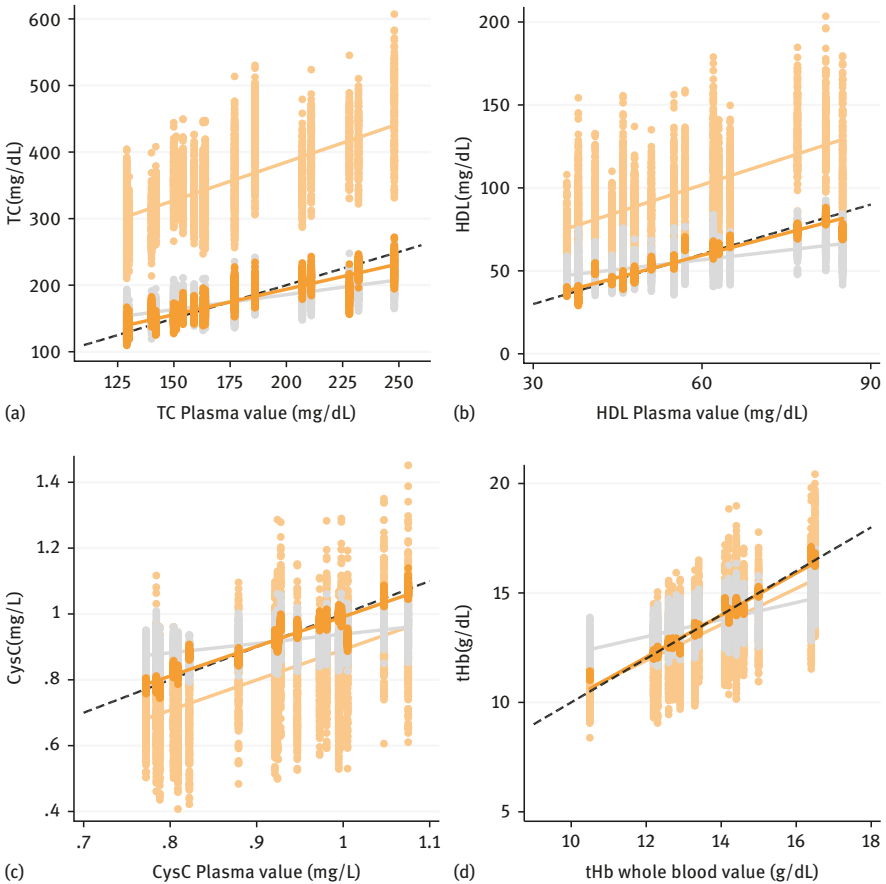 600
500
400
300
200
100
TC(mg/dL)
125 150 175 200 225 250
(a) TC Plasma value (mg/dL)
200
150
100
50
0
HDL(mg/dL)
30 60 90
(b) HDL Plasma value (mg/dL)
1.4
1.2
1
.8
.6
.4
CysC(mg/L)
.7 .8 .9 1 1.1
(c) CysC Plasma value (mg/L)
20
15
10
5
tHb(g/dL)
10 12 14 16 18
(d) tHb whole blood value (g/dL)